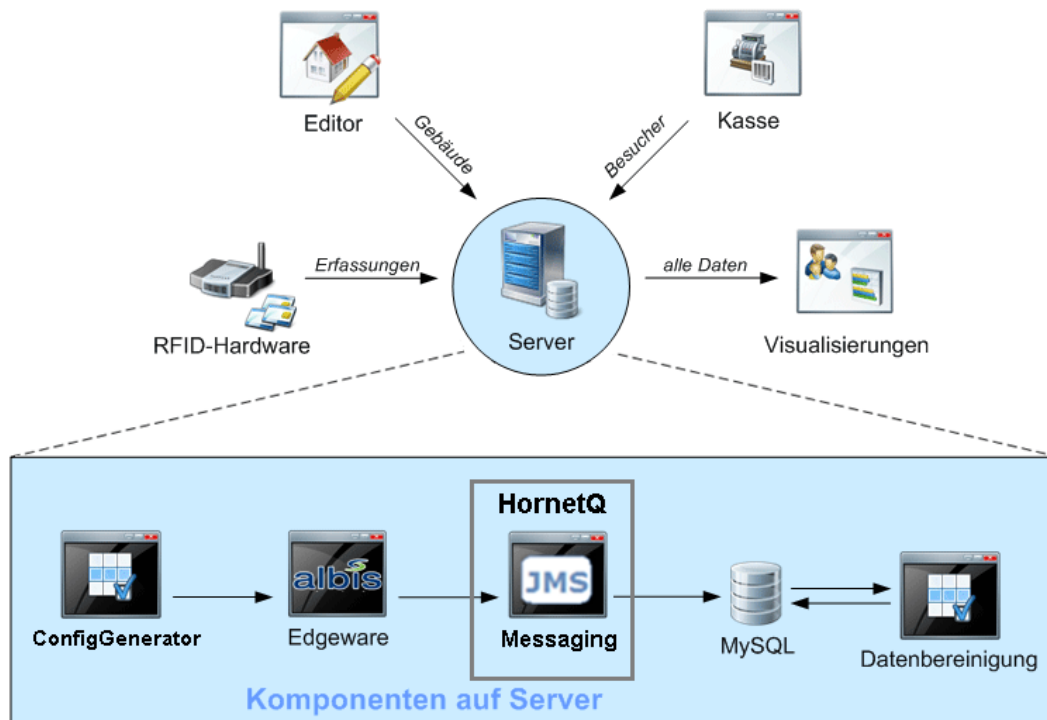 Editor
Kasse
Gebäude
Besucher
Erfassungen
alle Daten
RFID-Hardware
Server
Visualisierungen
HornetQ
albis
JMS
ConfigGenerator
Edgeware
Messaging
MySQL
Datenbereinigung
Komponenten auf Server